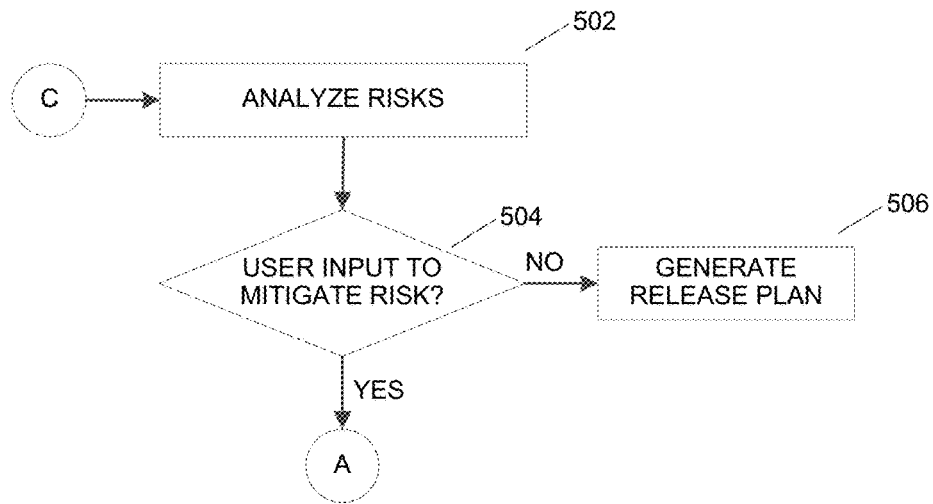 502
C
ANALYZE RISKS
504
506
USER INPUT TO
MITIGATE RISK?
NO
GENERATE
RELEASE PLAN
YES
A